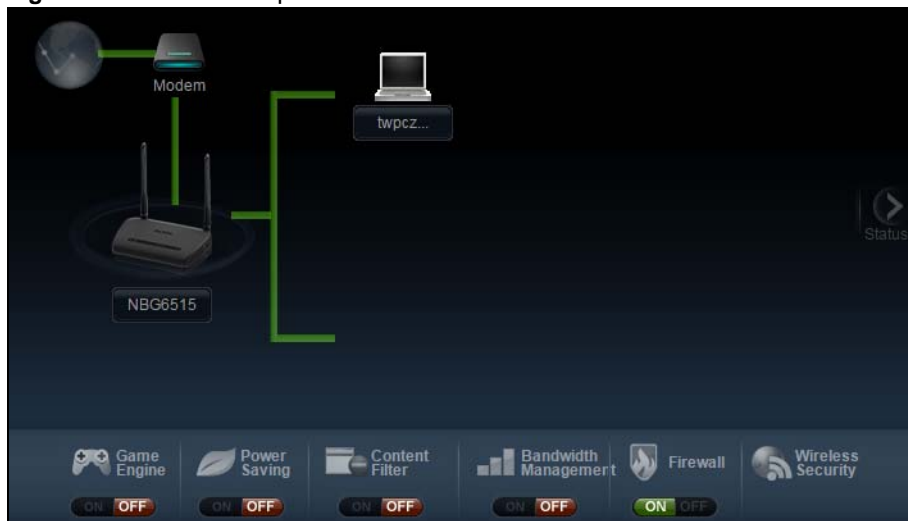 Modem
twpcz...
Status
NBG6515
Game
Engine
Power
Saving
Content
Filter
Bandwidth
Management
Firewall
Wireless
Security
ON OFF
ON OFF
ON OFF
ON OFF
ON OFF